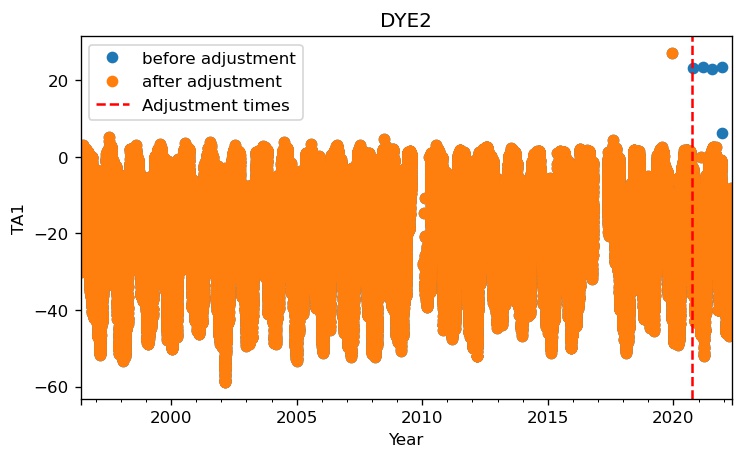 DYE2
before adjustment
after adjustment
Adjustment times
TA1
20
0
−20
−40
−60
2000
2005
2010
2015
2020
Year